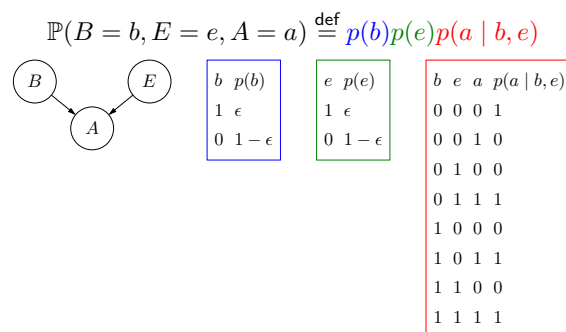 ℙ(B = b, E = e, A = a) def= p(b)p(e)p(a | b, e)
B E
A
b p(b)
1 ϵ
0 1 − ϵ
e p(e)
1 ϵ
0 1 − ϵ
b e a p(a | b, e)
0 0 0 1
0 0 1 0
0 1 0 0
0 1 1 1
1 0 0 0
1 0 1 1
1 1 0 0
1 1 1 1